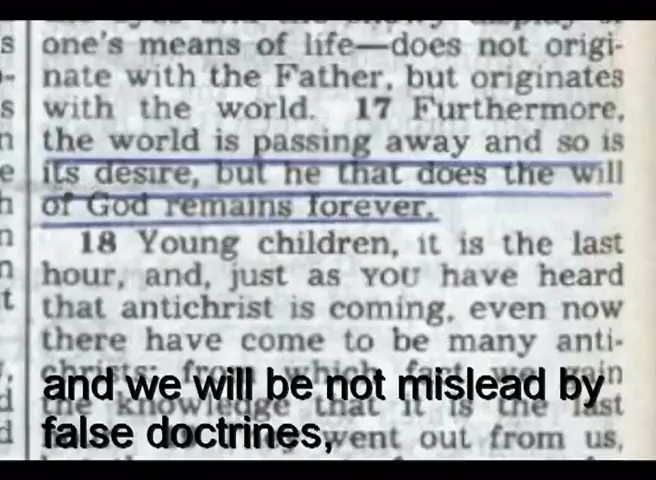 one's means of life—does not origi-
nate with the Father, but originates
with the world. 17 Furthermore,
the world is passing away and so is
its desire, but he that does the will
of God remains forever.
18 Young children, it is the last
hour, and, just as YOU have heard
that antichrist is coming, even now
there have come to be many anti-
and we will be not mislead by
the knowledge that it is the last
false doctrines,
went out from us,